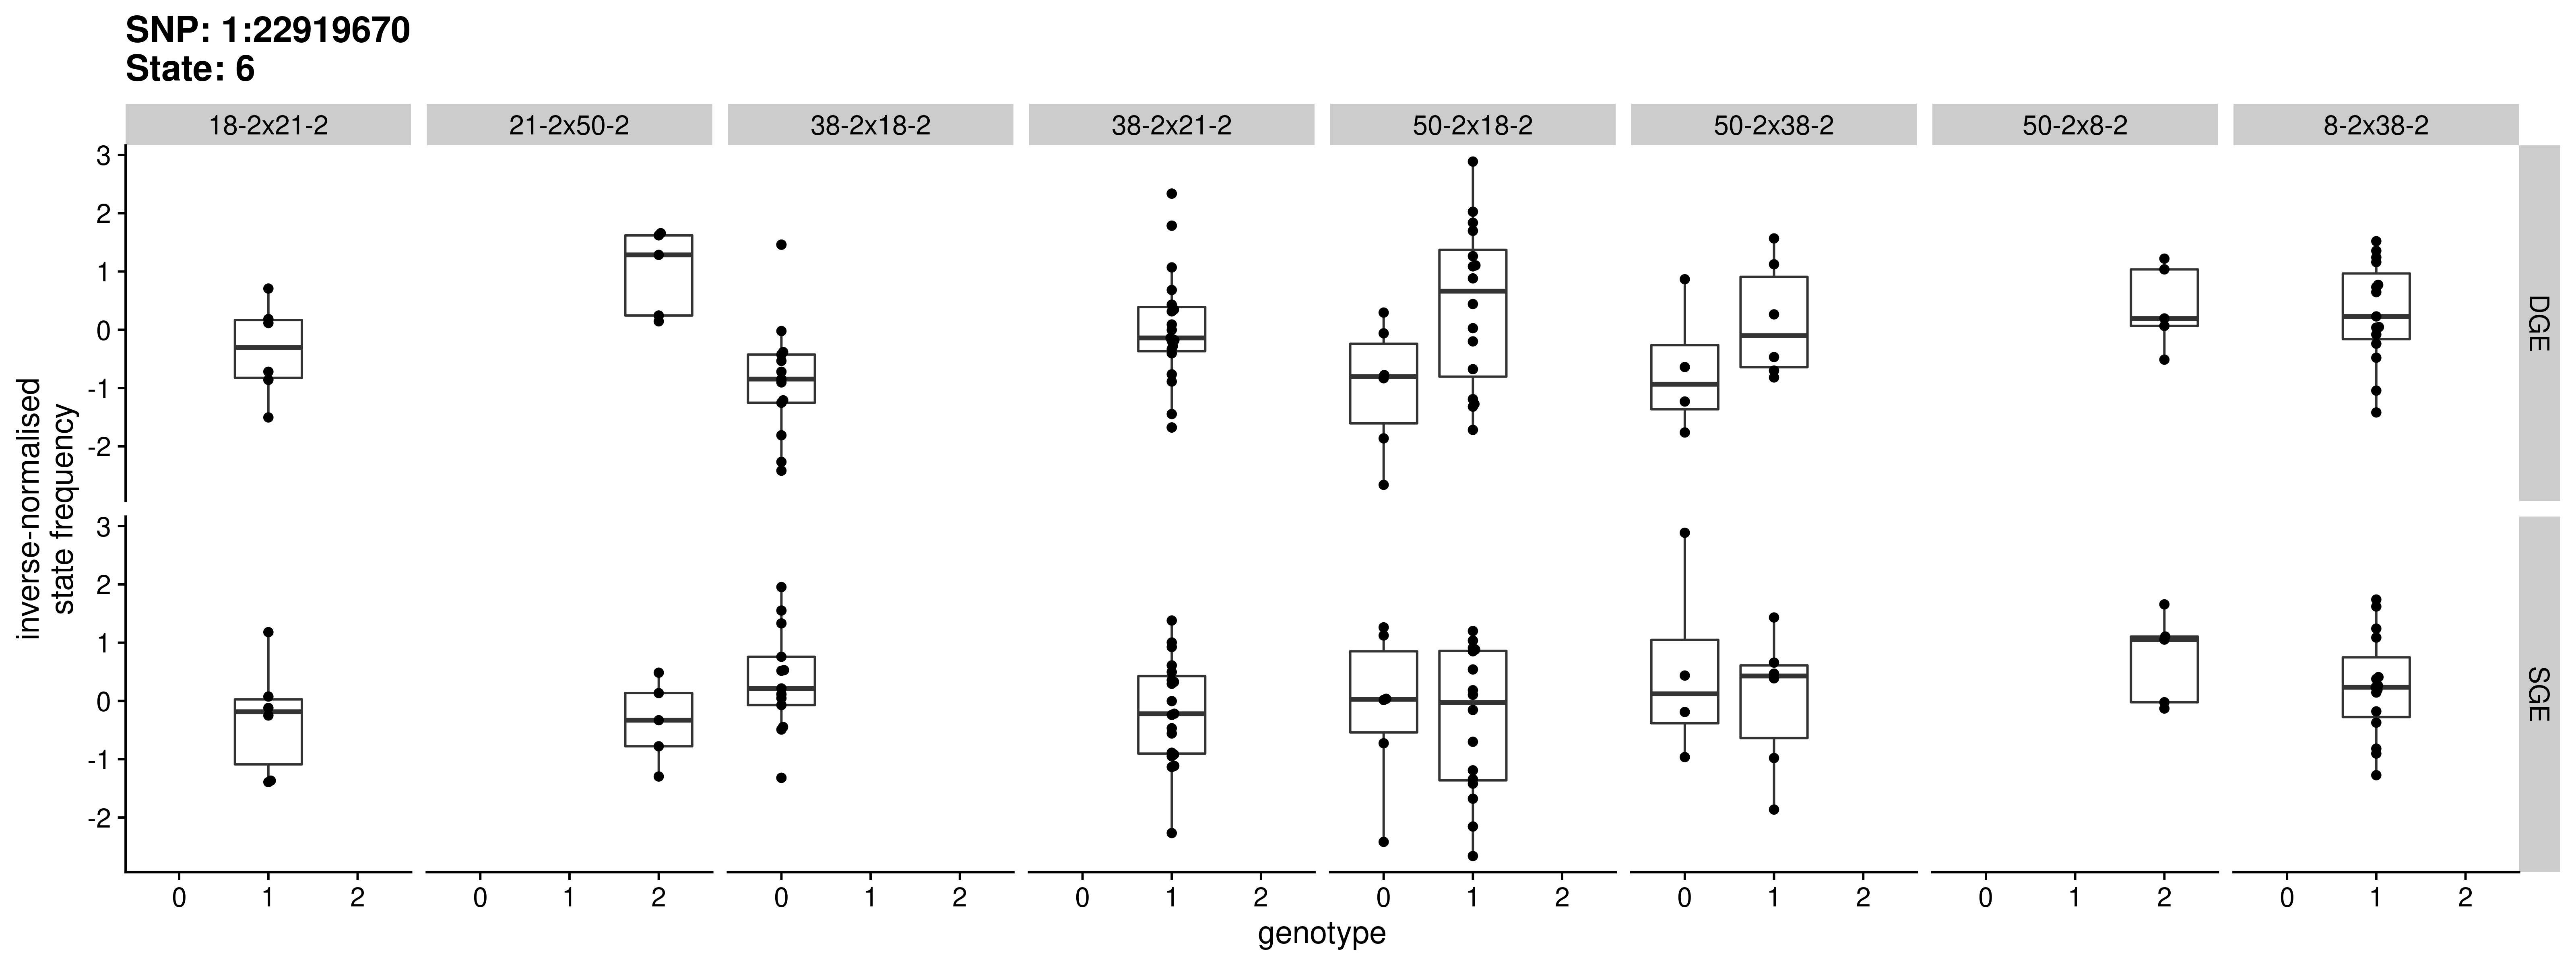 SNP: 1:22919670
State: 6
18-2x21-2 21-2x50-2 38-2x18-2 38-2x21-2 50-2x18-2 50-2x38-2 50-2x8-2 8-2x38-2
3
2
1
0
-1
-2
DGE
3
2
1
0
-1
-2
SGE
inverse-normalised
state frequency
0 1 2 0 1 2 0 1 2 0 1 2 0 1 2 0 1 2 0 1 2 0 1 2
genotype